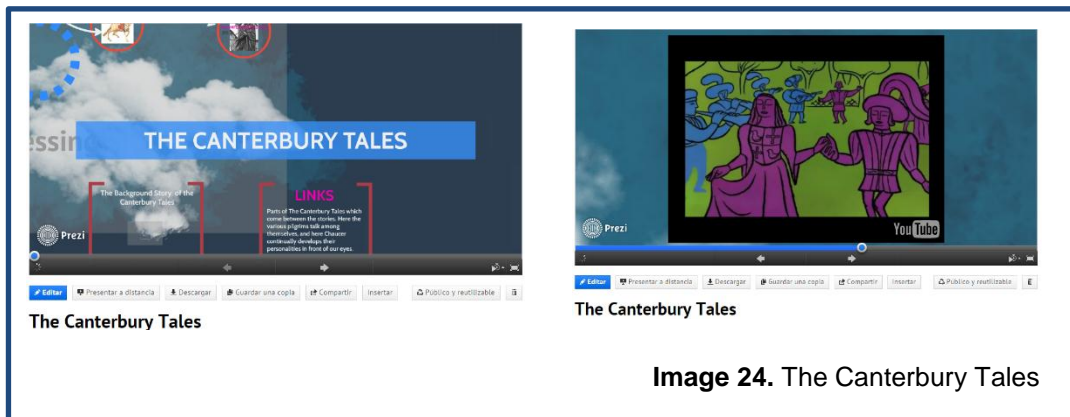 essing
THE CANTERBURY TALES
The Background Story of the
Canterbury Tales
LINKS
Parts of The Canterbury Tales which
come between the stories. Here the
various pilgrims talk among
themselves, and here Chaucer
continually develops their
personalities in front of our eyes.
Prezi
Editar
Presentar a distancia
Descargar
Guardar una copia
Compartir
Insertar
Público y reutilizable
The Canterbury Tales
YouTube
Prezi
Editar
Presentar a distancia
Descargar
Guardar una copia
Compartir
Insertar
Público y reutilizable
The Canterbury Tales
Image 24. The Canterbury Tales